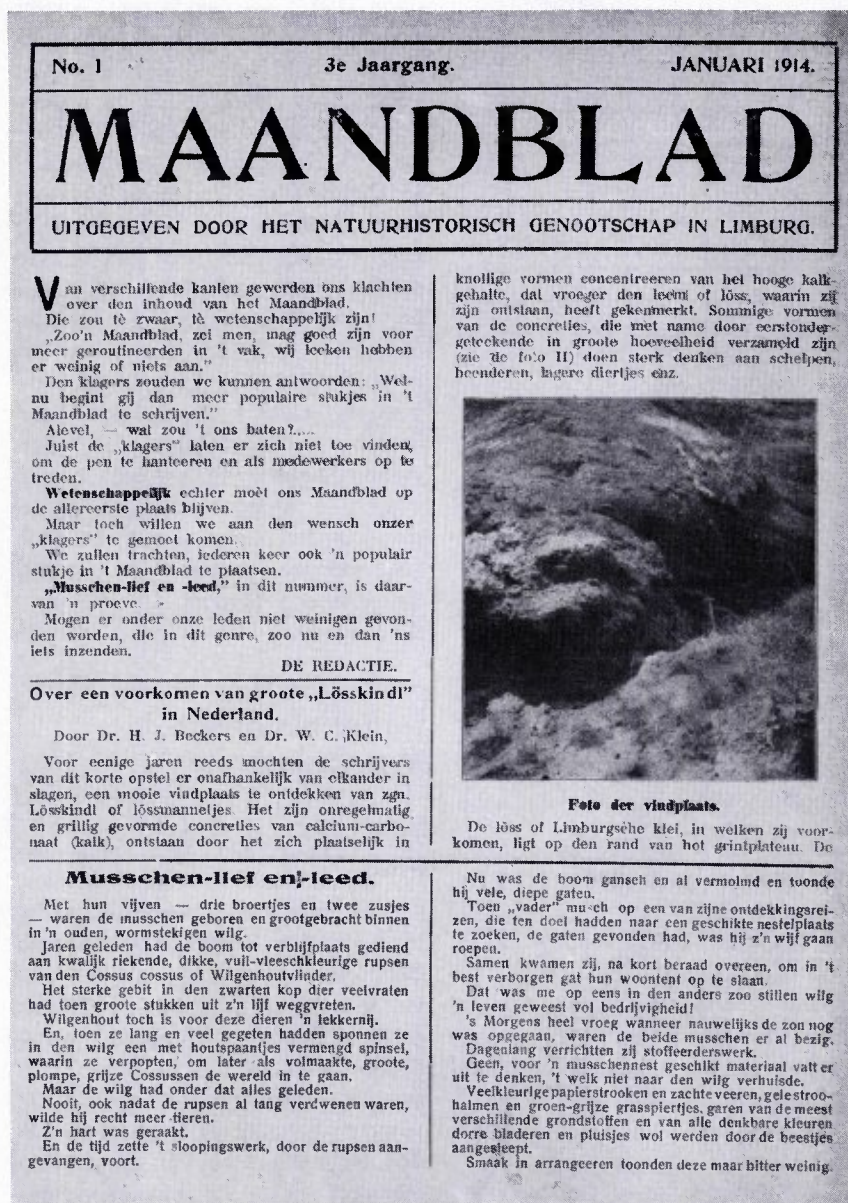 No. 1 3e Jaargang. JANUARI 1914.
MAANDBLAD
UITGEGEVEN DOOR HET NATUURHISTORISCH GENOOTSCHAP IN LIMBURG.
Van verschillende kanten gewerden ons klachten
over den inhoud van het Maandblad.
Die zou tè zwaar, tè wetenschappelijk zijn!
„Zoo'n Maandblad, zei men, mag goed zijn voor
meer geroutineerden in 't vak, wij leeken hebben
er weinig of niets aan.”
Den klagers zouden we kunnen antwoorden: „Wel-
nu begint gij dan meer populaire stukjes in 't
Maandblad te schrijven.”
Alevel, — wat zou 't ons baten?....
Juist de „klagers” laten er zich niet toe vinden,
om de pen te hanteeren en als medewerkers op te
treden.
Wetenschappelijk echter moèt ons Maandblad op
de allereerste plaats blijven.
Maar toch willen we aan den wensch onzer
„klagers” te gemoet komen.
We zullen trachten, iederen keer ook 'n populair
stukje in 't Maandblad te plaatsen.
„Musschen-lief en -leed,” in dit nummer, is daar-
van 'n proeve.
Mogen er onder onze leden niet weinigen gevon-
den worden, die in dit genre, zoo nu en dan 'ns
iets inzenden.
DE REDACTIE.
Over een voorkomen van groote „Lösskindl”
in Nederland.
Door Dr. H. J. Beckers en Dr. W. C. Klein,
Voor eenige jaren reeds mochten de schrijvers
van dit korte opstel er onafhankelijk van elkander in
slagen, een mooie vindplaats te ontdekken van zgn.
Lösskindl of lössmannetjes. Het zijn onregelmatig
en grillig gevormde concreties van calcium-carbo-
naat (kalk), ontstaan door het zich plaatselijk in
knollige vormen concentreeren van het hooge kalk-
gehalte, dat vroeger den leem of löss, waarin zij
zijn ontstaan, heeft gekenmerkt. Sommige vormen
van de concreties, die met name door eerstonder-
geteekende in groote hoeveelheid verzameld zijn
(zie de foto II) doen sterk denken aan schelpen,
beenderen, lagere diertjes enz.
Foto der vindplaats.
De löss of Limburgsche klei, in welken zij voor-
komen, ligt op den rand van hot grintplateau. De
Musschen-lief en -leed.
Met hun vijven — drie broertjes en twee zusjes
— waren de musschen geboren en grootgebracht binnen
in 'n ouden, wormstekigen wilg.
Jaren geleden had de boom tot verblijfplaats gediend
aan kwalijk riekende, dikke, vuil-vleeschkleurige rupsen
van den Cossus cossus of Wilgenhoutvlinder.
Het sterke gebit in den zwarten kop dier veelvraten
had toen groote stukken uit z'n lijf weggvreten.
Wilgenhout toch is voor deze dieren 'n lekkernij.
En, toen ze lang en veel gegeten hadden sponnen ze
in den wilg een met houtspaantjes vermengd spinsel,
waarin ze verpopten, om later als volmaakte, groote,
plompe, grijze Cossussen de wereld in te gaan.
Maar de wilg had onder dat alles geleden.
Nooit, ook nadat de rupsen al lang verdwenen waren,
wilde hij recht meer tieren.
Z'n hart was geraakt.
En de tijd zette 't sloopingswerk, door de rupsen aan-
gevangen, voort.
Nu was de boom gansch en al vermolmd en toonde
hij vele, diepe gaten.
Toen „vader” musch op een van zijne ontdekkingsrei-
zen, die ten doel hadden naar een geschikte nestelplaats
te zoeken, de gaten gevonden had, was hij z'n wijf gaan
roepen.
Samen kwamen zij, na kort beraad overeen, om in 't
best verborgen gat hun woontent op te slaan.
Dat was me op eens in den anders zoo stillen wilg
'n leven geweest vol bedrijvigheid!
's Morgens heel vroeg wanneer nauwelijks de zon nog
was opgegaan, waren de beide musschen er al bezig.
Dagenlang verrichtten zij stoffeerderswerk.
Geen, voor 'n musschennest geschikt materiaal valt er
uit te denken, 't welk niet naar den wilg verhuisde.
Veelkleurige papierstrooken en zachte veeren, gele stroo-
halmen en groen-grijze grasspiertjes, garen van de meest
verschillende grondstoffen en van alle denkbare kleuren
dorre bladeren en pluisjes wol werden door de beestjes
aangesleept.
Smaak in arrangeeren toonden deze maar bitter weinig.